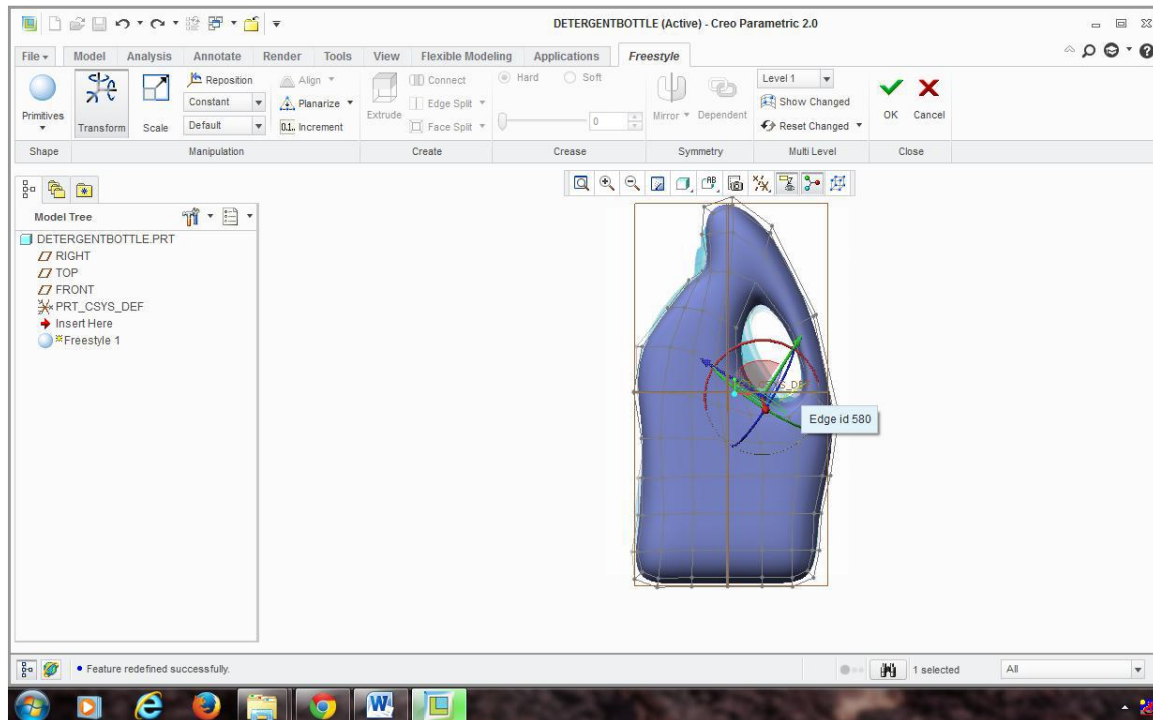 DETERGENTBOTTLE (Active) - Creo Parametric 2.0
File Model Analysis Annotate Render Tools View Flexible Modeling Applications Freestyle
Primitives
Transform
Scale
Reposition
Constant
Default
Align
Planarize
0.1.. Increment
Extrude
Connect
Edge Split
Face Split
Hard Soft
0
Mirror Dependent
Level 1
Show Changed
Reset Changed
OK Cancel
Shape Manipulation Create Crease Symmetry Multi Level Close
Model Tree
DETERGENTBOTTLE.PRT
RIGHT
TOP
FRONT
PRT_CSYS_DEF
Insert Here
Freestyle 1
Edge id 580
Feature redefined successfully.
1 selected
All